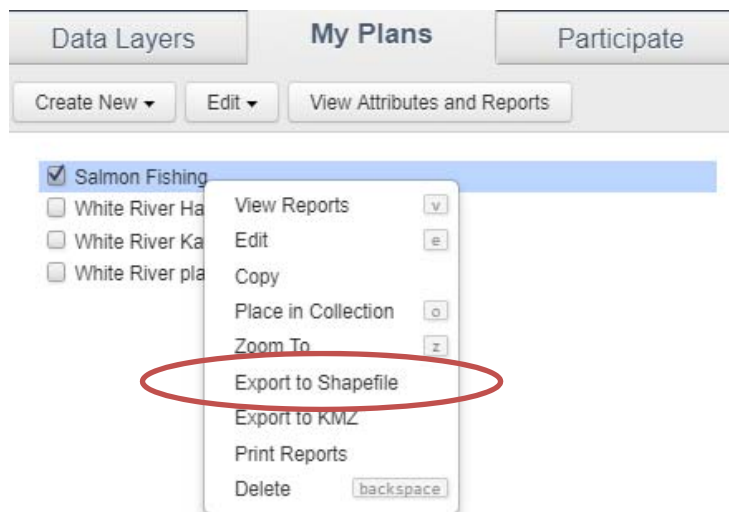 Data Layers My Plans Participate
Create New Edit View Attributes and Reports
Salmon Fishing
White River Ha
White River Ka
White River pla
View Reports v
Edit e
Copy
Place in Collection o
Zoom To z
Export to Shapefile
Export to KMZ
Print Reports
Delete backspace